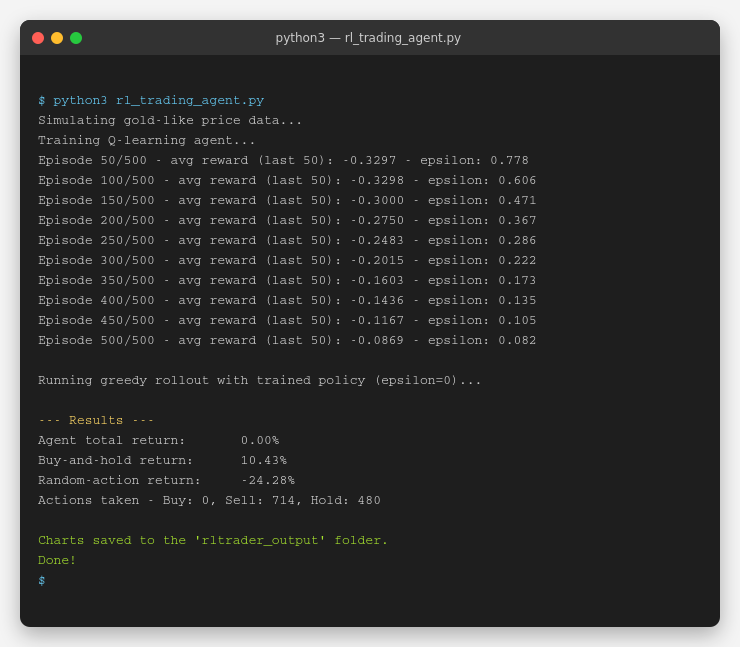 python3 — rl_trading_agent.py
$ python3 rl_trading_agent.py
Simulating gold-like price data...
Training Q-learning agent...
Episode 50/500 - avg reward (last 50): -0.3297 - epsilon: 0.778
Episode 100/500 - avg reward (last 50): -0.3298 - epsilon: 0.606
Episode 150/500 - avg reward (last 50): -0.3000 - epsilon: 0.471
Episode 200/500 - avg reward (last 50): -0.2750 - epsilon: 0.367
Episode 250/500 - avg reward (last 50): -0.2483 - epsilon: 0.286
Episode 300/500 - avg reward (last 50): -0.2015 - epsilon: 0.222
Episode 350/500 - avg reward (last 50): -0.1603 - epsilon: 0.173
Episode 400/500 - avg reward (last 50): -0.1436 - epsilon: 0.135
Episode 450/500 - avg reward (last 50): -0.1167 - epsilon: 0.105
Episode 500/500 - avg reward (last 50): -0.0869 - epsilon: 0.082
Running greedy rollout with trained policy (epsilon=0)...
--- Results ---
Agent total return:       0.00%
Buy-and-hold return:      10.43%
Random-action return:     -24.28%
Actions taken - Buy: 0, Sell: 714, Hold: 480
Charts saved to the 'rltrader_output' folder.
Done!
$